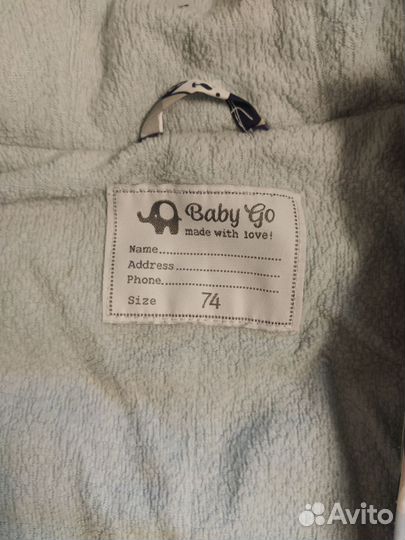 Baby Go
made with love!
Name
Address
Phone
Size 74
Avito